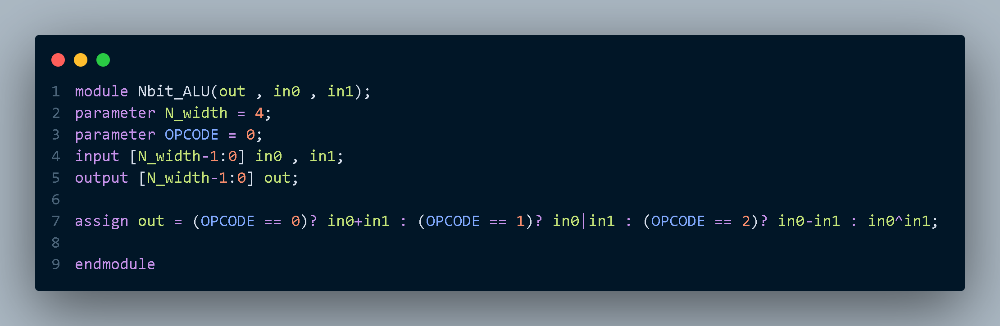 1 module Nbit_ALU(out , in0 , in1);
2 parameter N_width = 4;
3 parameter OPCODE = 0;
4 input [N_width-1:0] in0 , in1;
5 output [N_width-1:0] out;
6
7 assign out = (OPCODE == 0)? in0+in1 : (OPCODE == 1)? in0|in1 : (OPCODE == 2)? in0-in1 : in0^in1;
8
9 endmodule